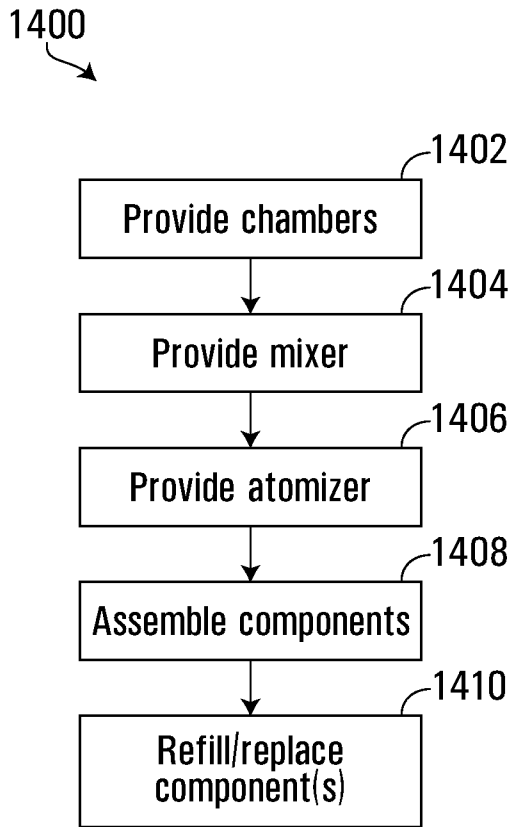 1400
1402
Provide chambers
1404
Provide mixer
1406
Provide atomizer
1408
Assemble components
1410
Refill/replace
component(s)